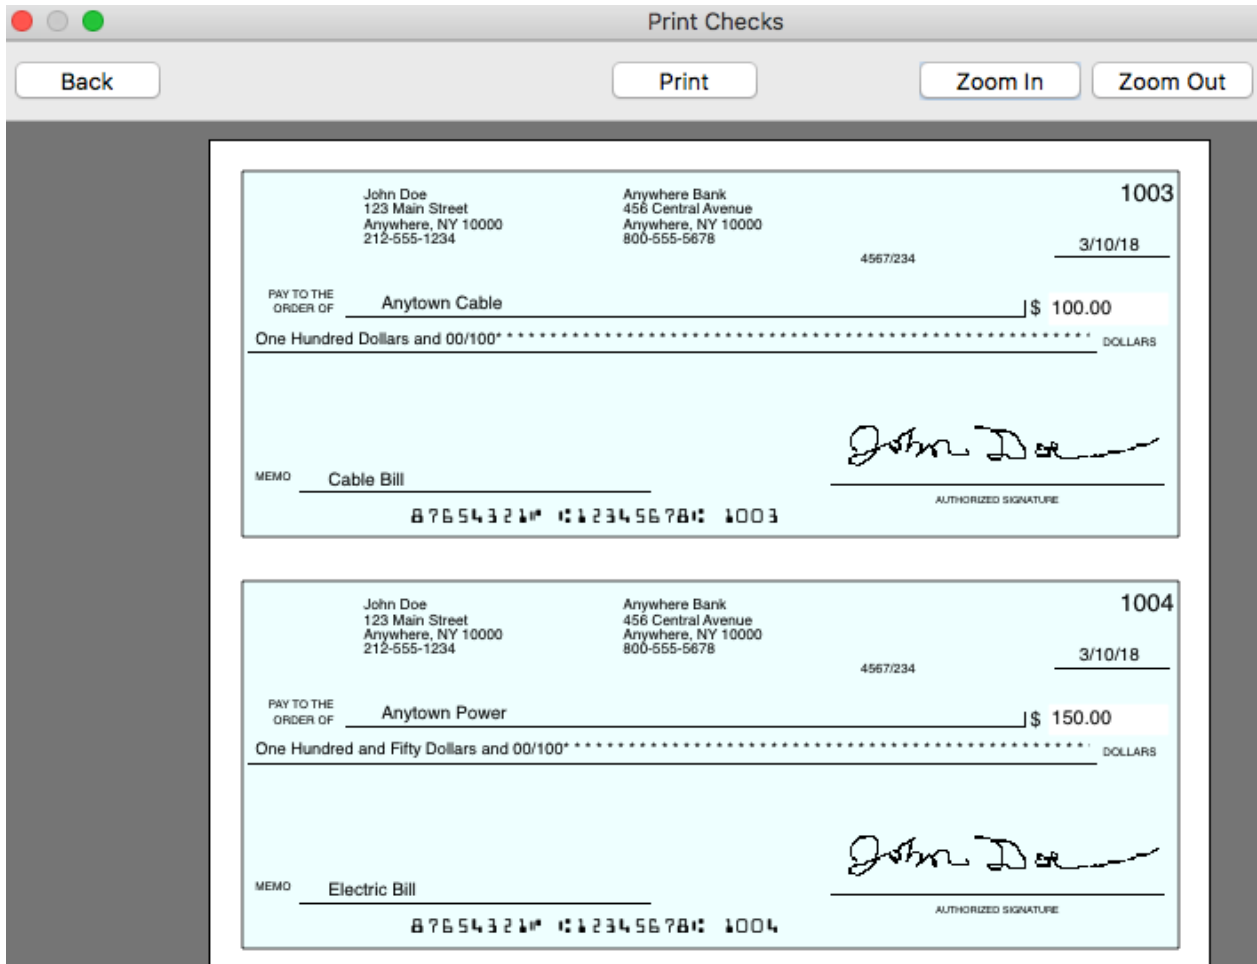 Print Checks
Back Print Zoom In Zoom Out
John Doe
123 Main Street
Anywhere, NY 10000
212-555-1234
Anywhere Bank
456 Central Avenue
Anywhere, NY 10000
800-555-5678
1003
4567/234
3/10/18
PAY TO THE
ORDER OF Anytown Cable $ 100.00
One Hundred Dollars and 00/100* * * * * * * * * * * * * * * * * * * * * * * * * * * * * * * * * * * * * * * * * * * * * * * * * * DOLLARS
John Doe
MEMO Cable Bill
AUTHORIZED SIGNATURE
87654321⑈ ⑆12345678⑆ 1003
John Doe
123 Main Street
Anywhere, NY 10000
212-555-1234
Anywhere Bank
456 Central Avenue
Anywhere, NY 10000
800-555-5678
1004
4567/234
3/10/18
PAY TO THE
ORDER OF Anytown Power $ 150.00
One Hundred and Fifty Dollars and 00/100* * * * * * * * * * * * * * * * * * * * * * * * * * * * * * * * * * * * * * * * * * * * DOLLARS
John Doe
MEMO Electric Bill
AUTHORIZED SIGNATURE
87654321⑈ ⑆12345678⑆ 1004